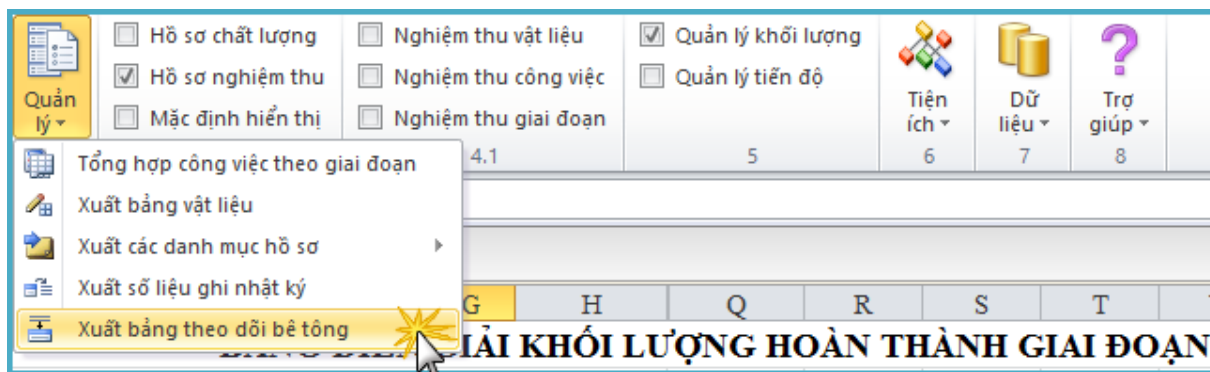 Quản lý
Hồ sơ chất lượng
Hồ sơ nghiệm thu
Mặc định hiển thị
Nghiệm thu vật liệu
Nghiệm thu công việc
Nghiệm thu giai đoạn
4.1
Quản lý khối lượng
Quản lý tiến độ
5
Tiện ích
6
Dữ liệu
7
Trợ giúp
8
Tổng hợp công việc theo giai đoạn
Xuất bảng vật liệu
Xuất các danh mục hồ sơ
Xuất số liệu ghi nhật ký
Xuất bảng theo dõi bê tông
G H Q R S T
KHỐI LƯỢNG HOÀN THÀNH GIAI ĐOẠN